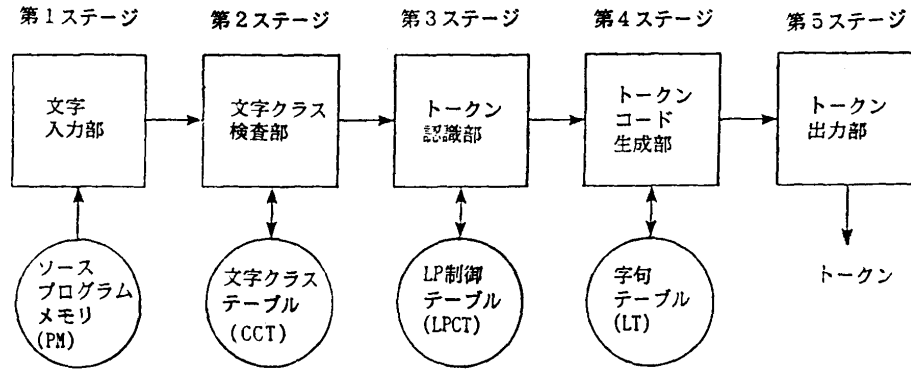 第1ステージ
第2ステージ
第3ステージ
第4ステージ
第5ステージ
文字
入力部
文字クラス
検査部
トークン
認識部
トークン
コード
生成部
トークン
出力部
ソース
プログラム
メモリ
(PM)
文字クラス
テーブル
(CCT)
LP制御
テーブル
(LPCT)
字句
テーブル
(LT)
トークン